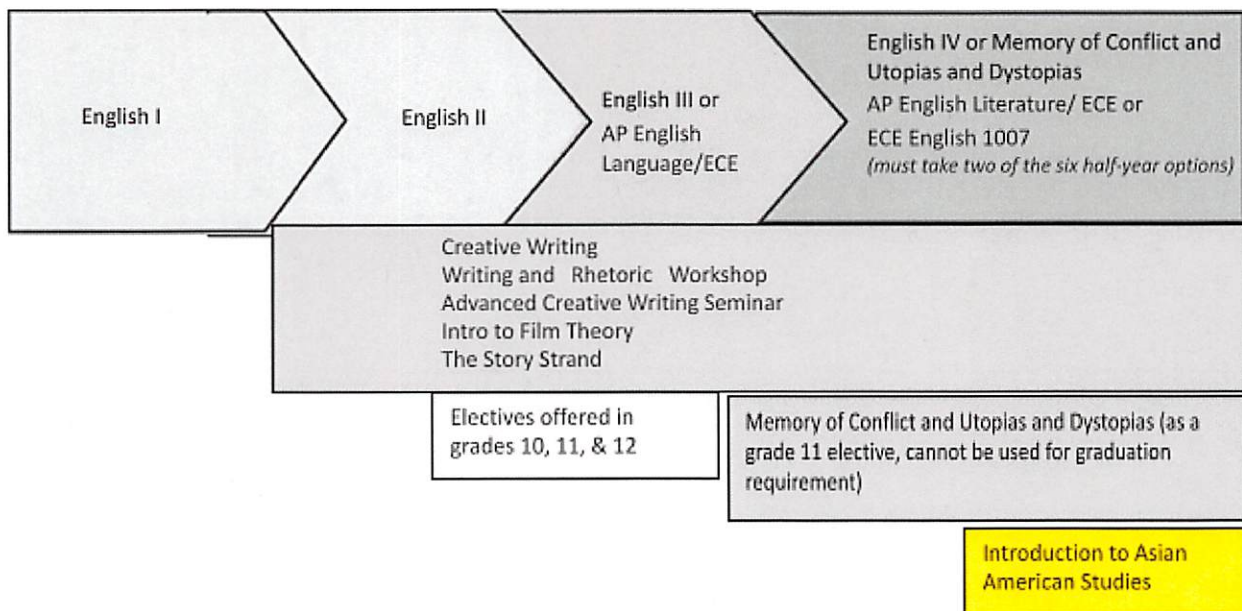 English I
English II
English III or
AP English
Language/ECE
English IV or Memory of Conflict and
Utopias and Dystopias
AP English Literature/ ECE or
ECE English 1007
(must take two of the six half-year options)
Creative Writing
Writing and Rhetoric Workshop
Advanced Creative Writing Seminar
Intro to Film Theory
The Story Strand
Electives offered in
grades 10, 11, & 12
Memory of Conflict and Utopias and Dystopias (as a
grade 11 elective, cannot be used for graduation
requirement)
Introduction to Asian
American Studies